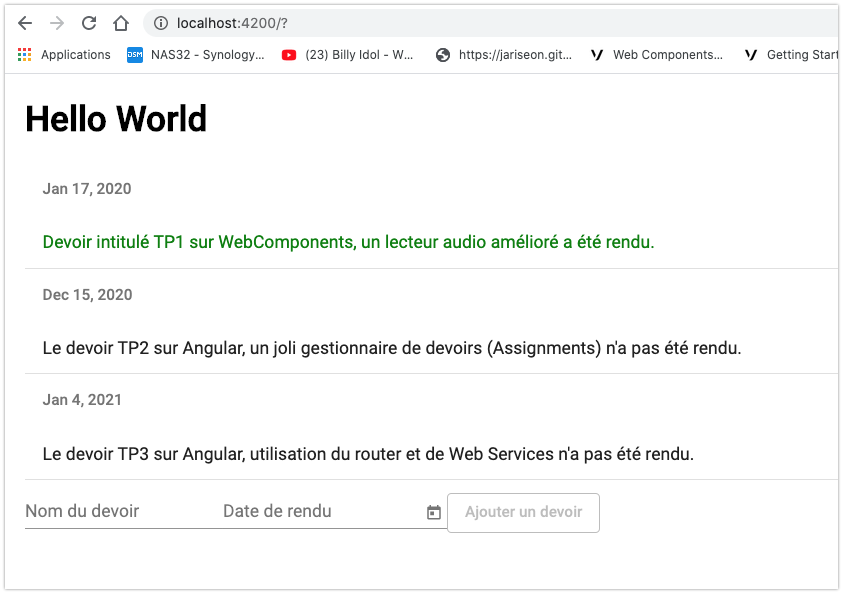 localhost:4200/?
Applications DSM NAS32 - Synology... (23) Billy Idol - W... https://jariseon.git... Web Components... Getting Start
Hello World
Jan 17, 2020
Devoir intitulé TP1 sur WebComponents, un lecteur audio amélioré a été rendu.
Dec 15, 2020
Le devoir TP2 sur Angular, un joli gestionnaire de devoirs (Assignments) n'a pas été rendu.
Jan 4, 2021
Le devoir TP3 sur Angular, utilisation du router et de Web Services n'a pas été rendu.
Nom du devoir Date de rendu Ajouter un devoir